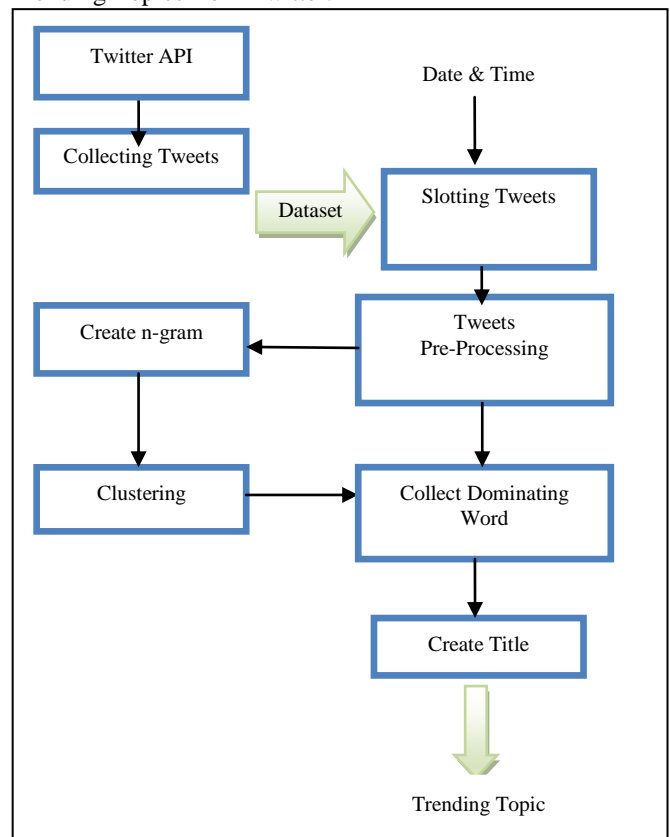 Twitter API
Date & Time
Collecting Tweets
Dataset
Slotting Tweets
Create n-gram
Tweets
Pre-Processing
Clustering
Collect Dominating
Word
Create Title
Trending Topic